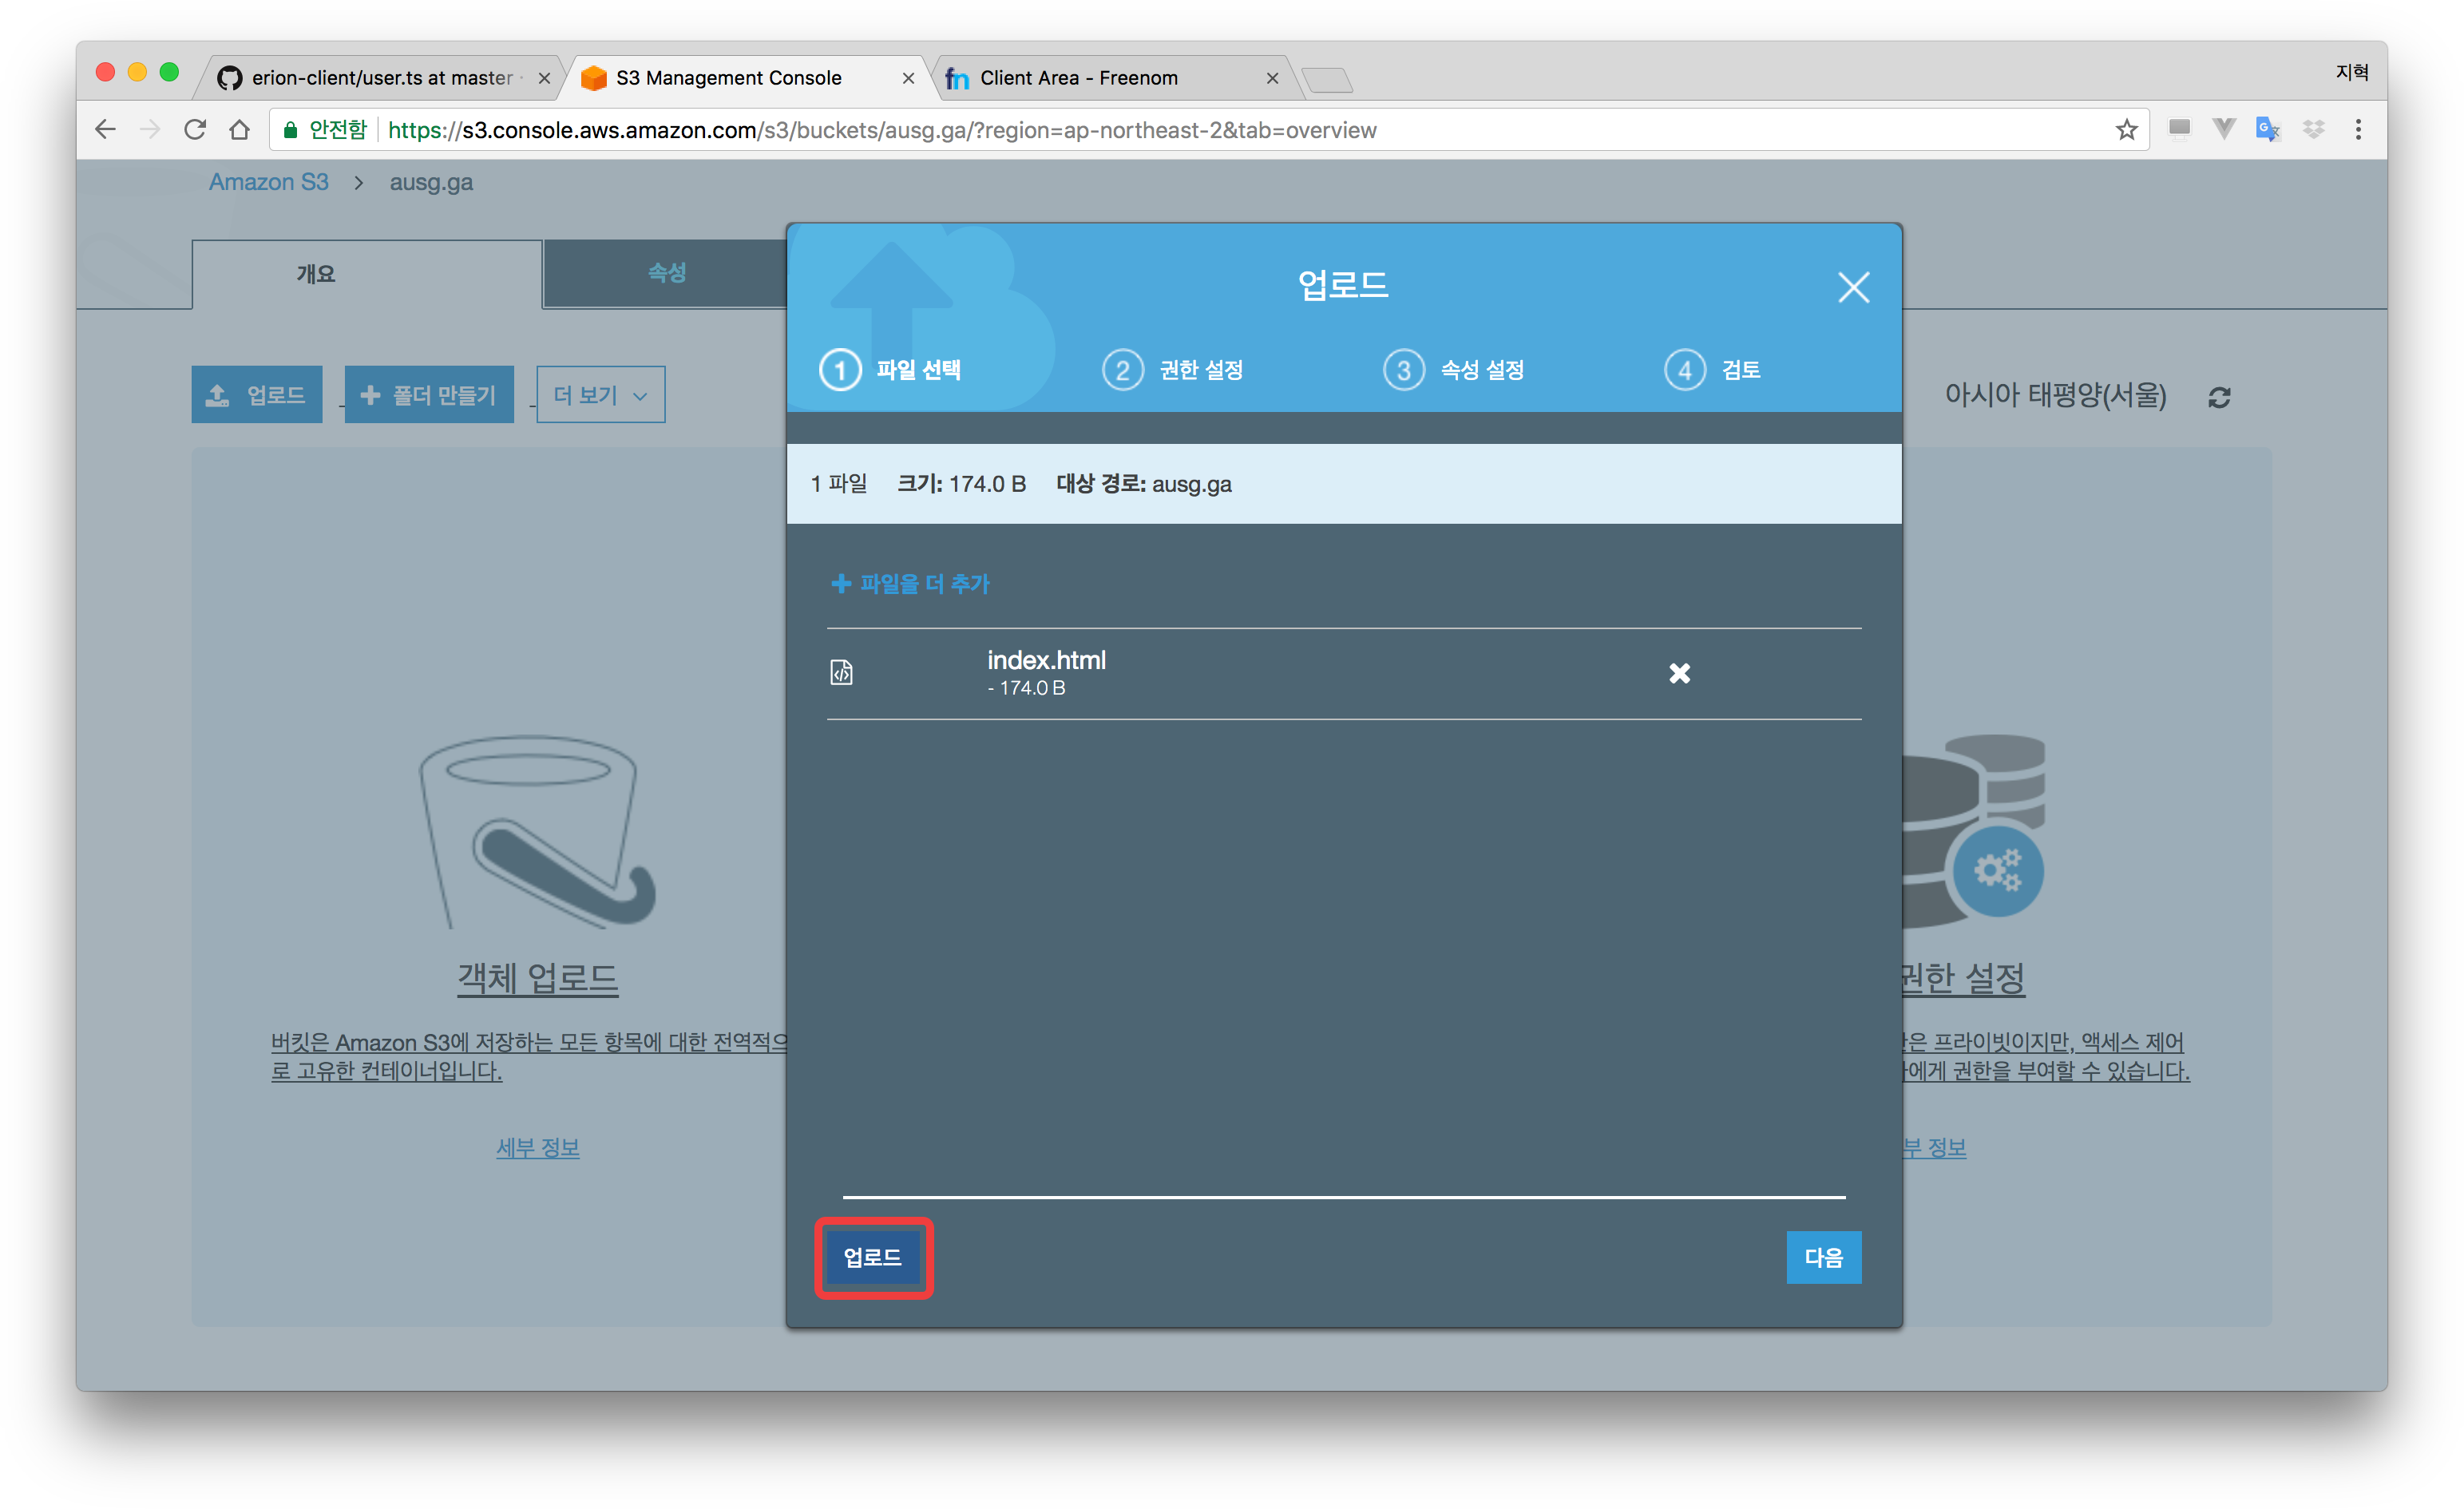 erion-client/user.ts at master
S3 Management Console
Client Area - Freenom
지혁
안전함
https://s3.console.aws.amazon.com/s3/buckets/ausg.ga/?region=ap-northeast-2&tab=overview
Amazon S3 > ausg.ga
개요
속성
업로드
1 파일 선택
2 권한 설정
3 속성 설정
4 검토
업로드
폴더 만들기
더 보기
아시아 태평양(서울)
1 파일 크기: 174.0 B 대상 경로: ausg.ga
파일을 더 추가
index.html
- 174.0 B
객체 업로드
버킷은 Amazon S3에 저장하는 모든 항목에 대한 전역적으
로 고유한 컨테이너입니다.
세부 정보
권한 설정
은 프라이빗이지만, 액세스 제어
에게 권한을 부여할 수 있습니다.
부 정보
업로드
다음